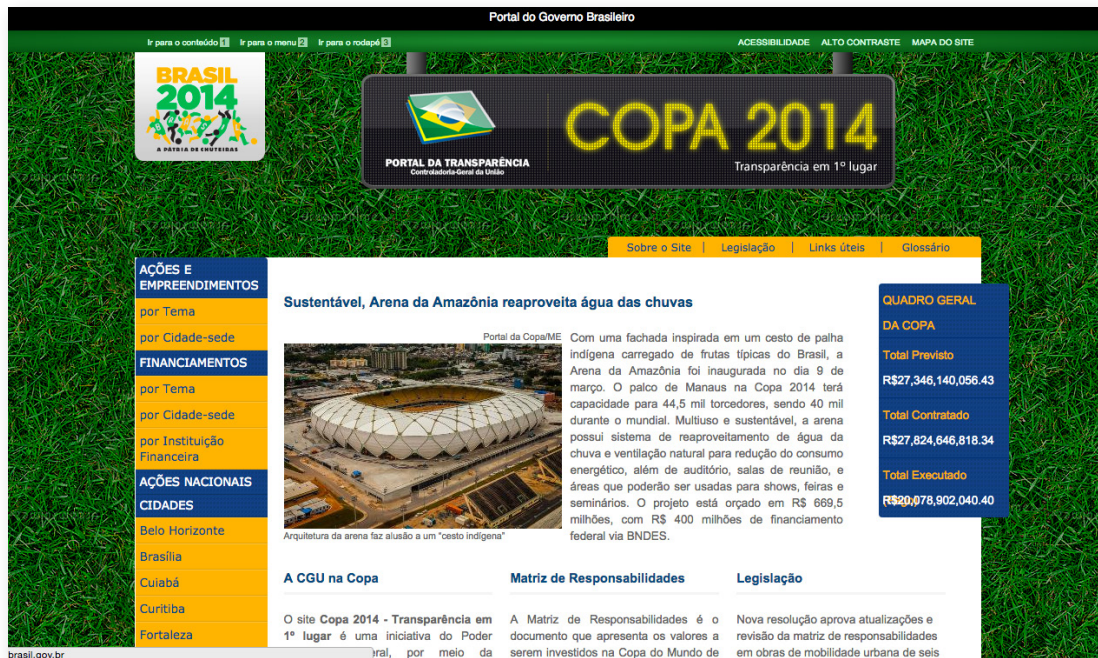 Portal do Governo Brasileiro
Ir para o conteúdo 1 Ir para o menu 2 Ir para o rodapé 3
ACESSIBILIDADE ALTO CONTRASTE MAPA DO SITE
BRASIL
2014
A PÁTRIA DE CHUTEIRAS
PORTAL DA TRANSPARÊNCIA
Controladoria-Geral da União
COPA 2014
Transparência em 1º lugar
Sobre o Site | Legislação | Links úteis | Glossário
AÇÕES E
EMPREENDIMENTOS
por Tema
por Cidade-sede
FINANCIAMENTOS
por Tema
por Cidade-sede
por Instituição
Financeira
AÇÕES NACIONAIS
CIDADES
Belo Horizonte
Brasília
Cuiabá
Curitiba
Fortaleza
Sustentável, Arena da Amazônia reaproveita água das chuvas
Portal da Copa/ME
Arquitetura da arena faz alusão a um "cesto indígena"
Com uma fachada inspirada em um cesto de palha
indígena carregado de frutas típicas do Brasil, a
Arena da Amazônia foi inaugurada no dia 9 de
março. O palco de Manaus na Copa 2014 terá
capacidade para 44,5 mil torcedores, sendo 40 mil
durante o mundial. Multiuso e sustentável, a arena
possui sistema de reaproveitamento de água da
chuva e ventilação natural para redução do consumo
energético, além de auditório, salas de reunião, e
áreas que poderão ser usadas para shows, feiras e
seminários. O projeto está orçado em R$ 669,5
milhões, com R$ 400 milhões de financiamento
federal via BNDES.
QUADRO GERAL
DA COPA
Total Previsto
R$27,346,140,056.43
Total Contratado
R$27,824,646,818.34
Total Executado
R$20,078,902,040.40
A CGU na Copa
O site Copa 2014 - Transparência em
1º lugar é uma iniciativa do Poder
eral, por meio da
Matriz de Responsabilidades
A Matriz de Responsabilidades é o
documento que apresenta os valores a
serem investidos na Copa do Mundo de
Legislação
Nova resolução aprova atualizações e
revisão da matriz de responsabilidades
em obras de mobilidade urbana de seis
brasil.gov.br